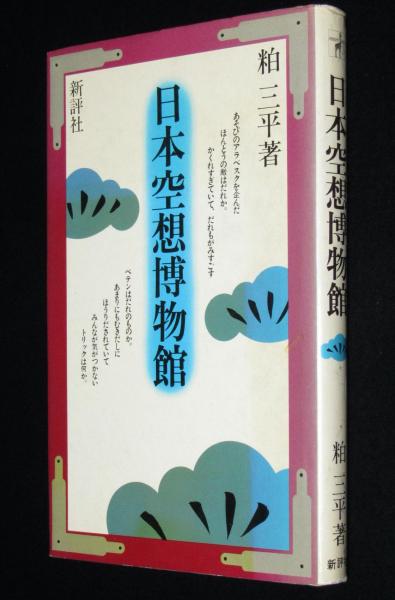 粕 三平著
あそびのアラベスクを歪んだ
ほんとうの敵はだれか。
かくれすぎていて、だれもがみすごす
日本空想博物館
ペテンはだれのものか。
あまりにもむきだしに
ほうりだされていて
みんなが気がつかない
トリックは何か。
新評社
日本空想博物館
粕 三平著
新評